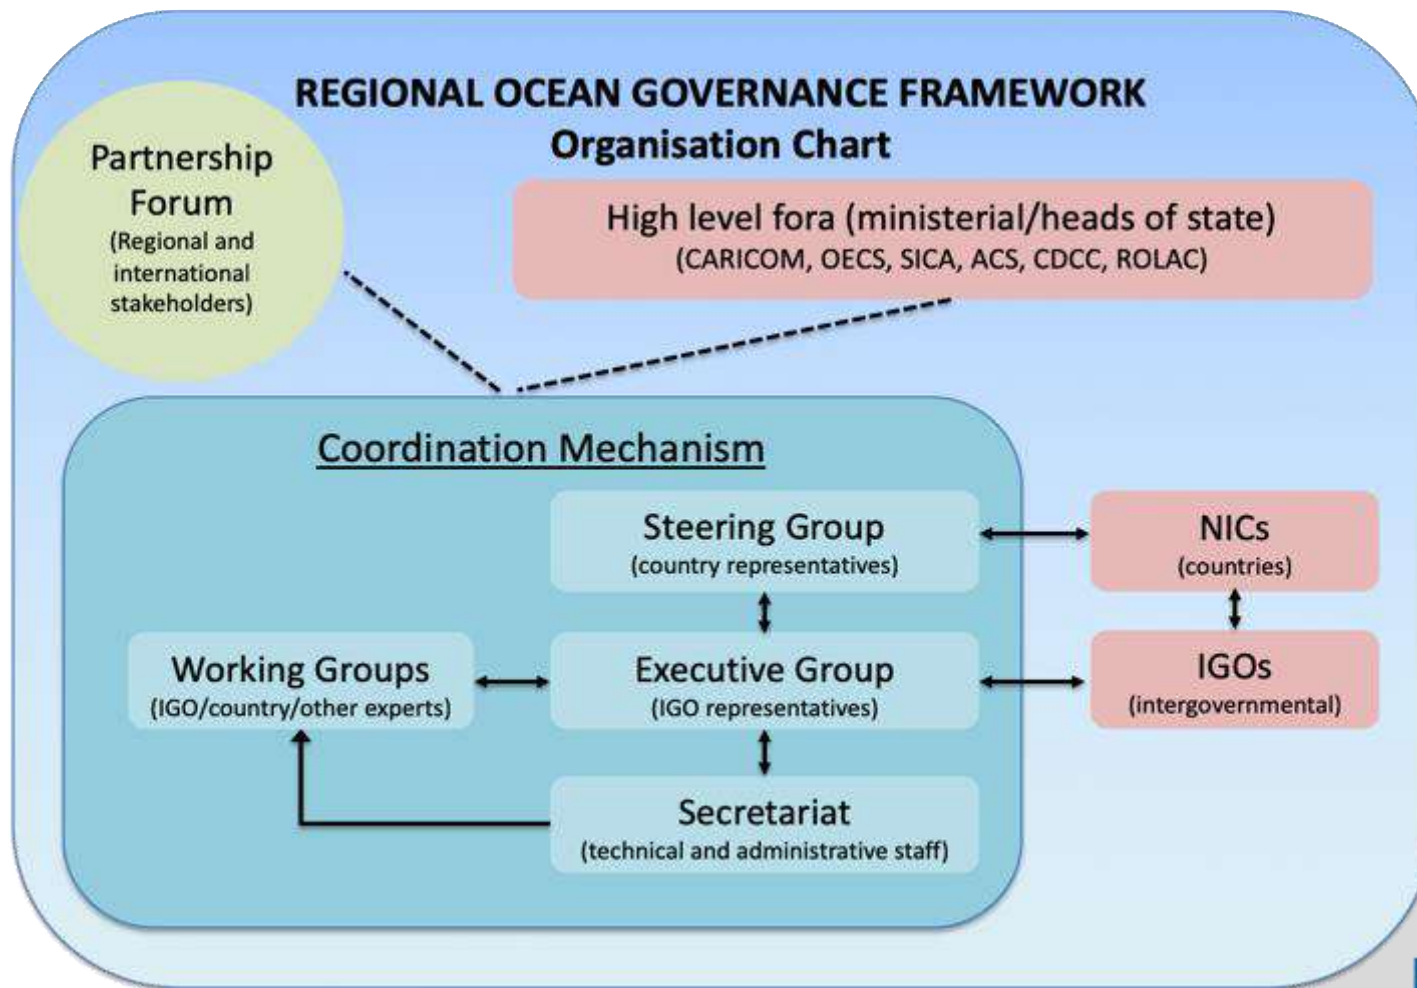 REGIONAL OCEAN GOVERNANCE FRAMEWORK
Organisation Chart
Partnership
Forum
(Regional and
international
stakeholders)
High level fora (ministerial/heads of state)
(CARICOM, OECS, SICA, ACS, CDCC, ROLAC)
Coordination Mechanism
Steering Group
(country representatives)
NICs
(countries)
Working Groups
(IGO/country/other experts)
Executive Group
(IGO representatives)
IGOs
(intergovernmental)
Secretariat
(technical and administrative staff)